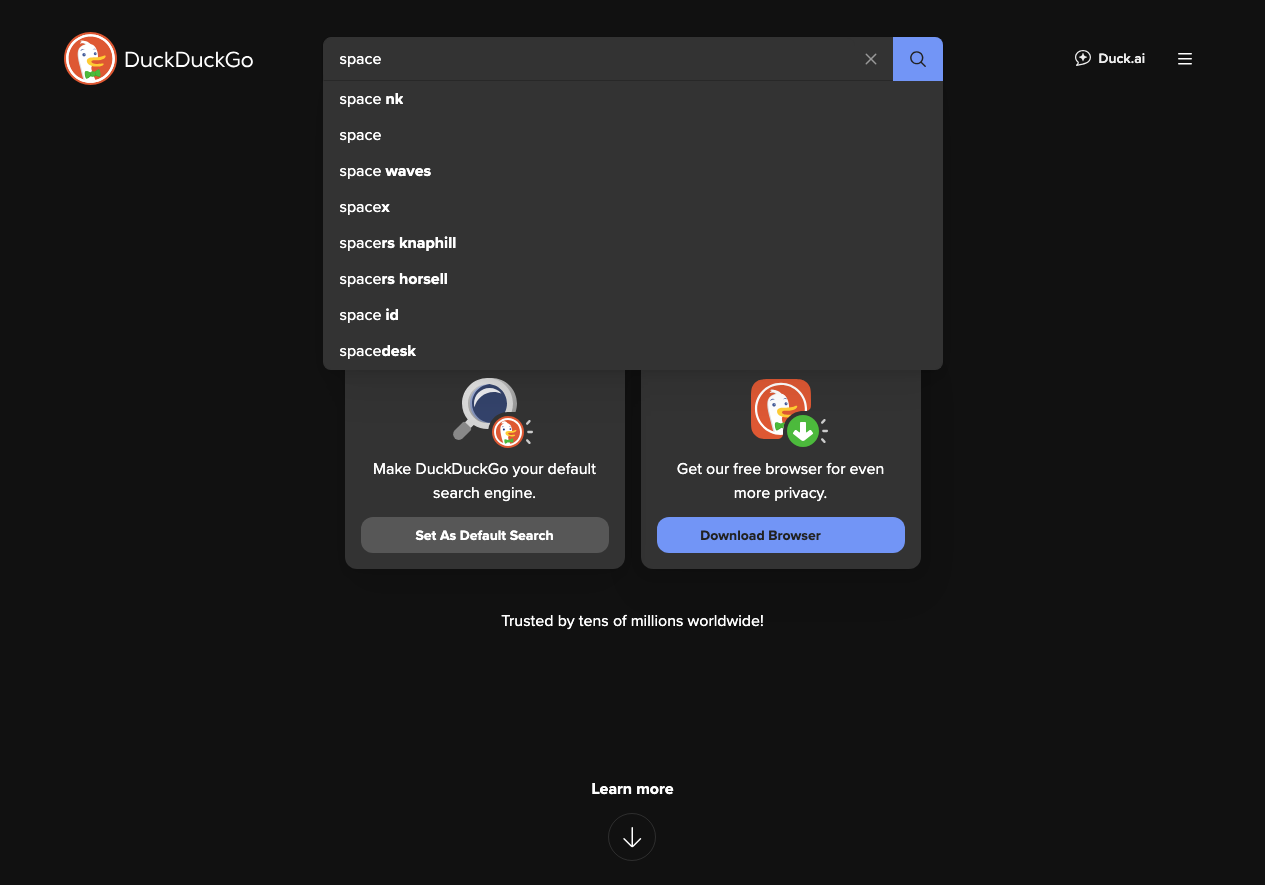 DuckDuckGo
space
Duck.ai
space nk
space
space waves
spacex
spacers knaphill
spacers horsell
space id
spacedesk
Make DuckDuckGo your default
search engine.
Set As Default Search
Get our free browser for even
more privacy.
Download Browser
Trusted by tens of millions worldwide!
Learn more